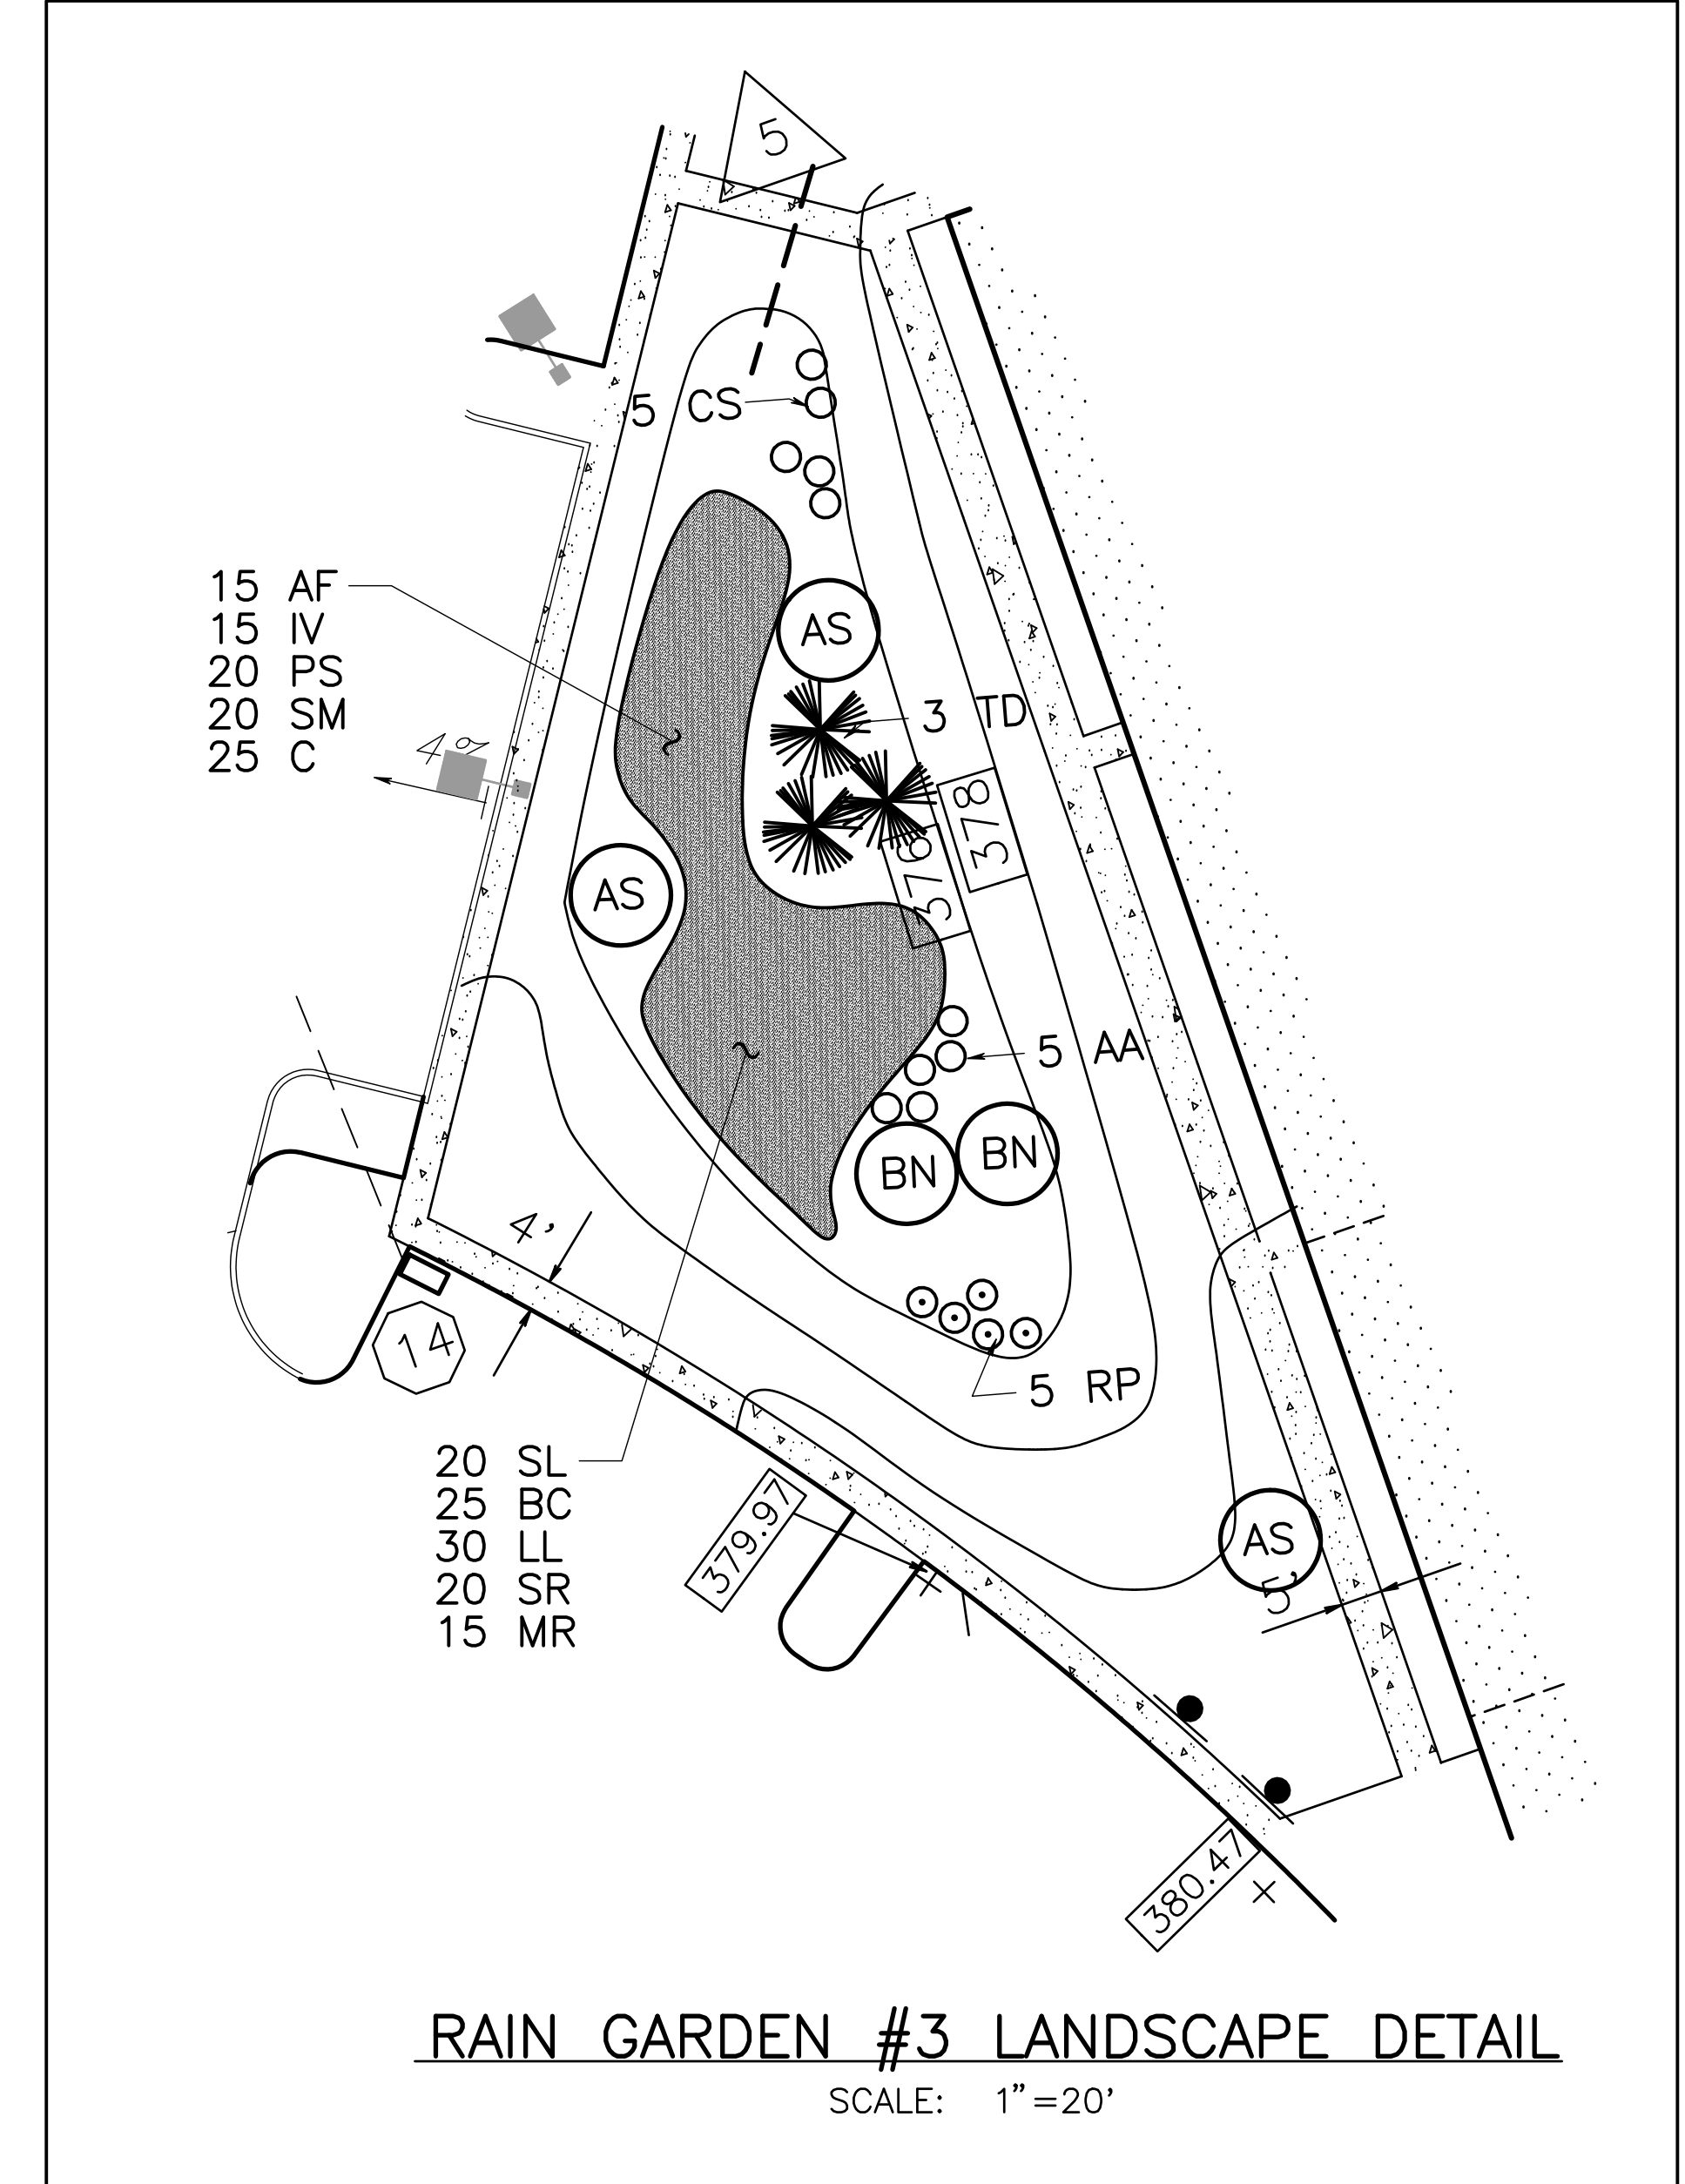 5
5 CS
15 AF
15 IV
20 PS
20 SM
25 C
AS
3 TD
378
376
AS
5 AA
BN
BN
4'
14
5 RP
20 SL
25 BC
30 LL
20 SR
15 MR
379.97
AS
5'
380.47
RAIN GARDEN #3 LANDSCAPE DETAIL
SCALE: 1"=20'